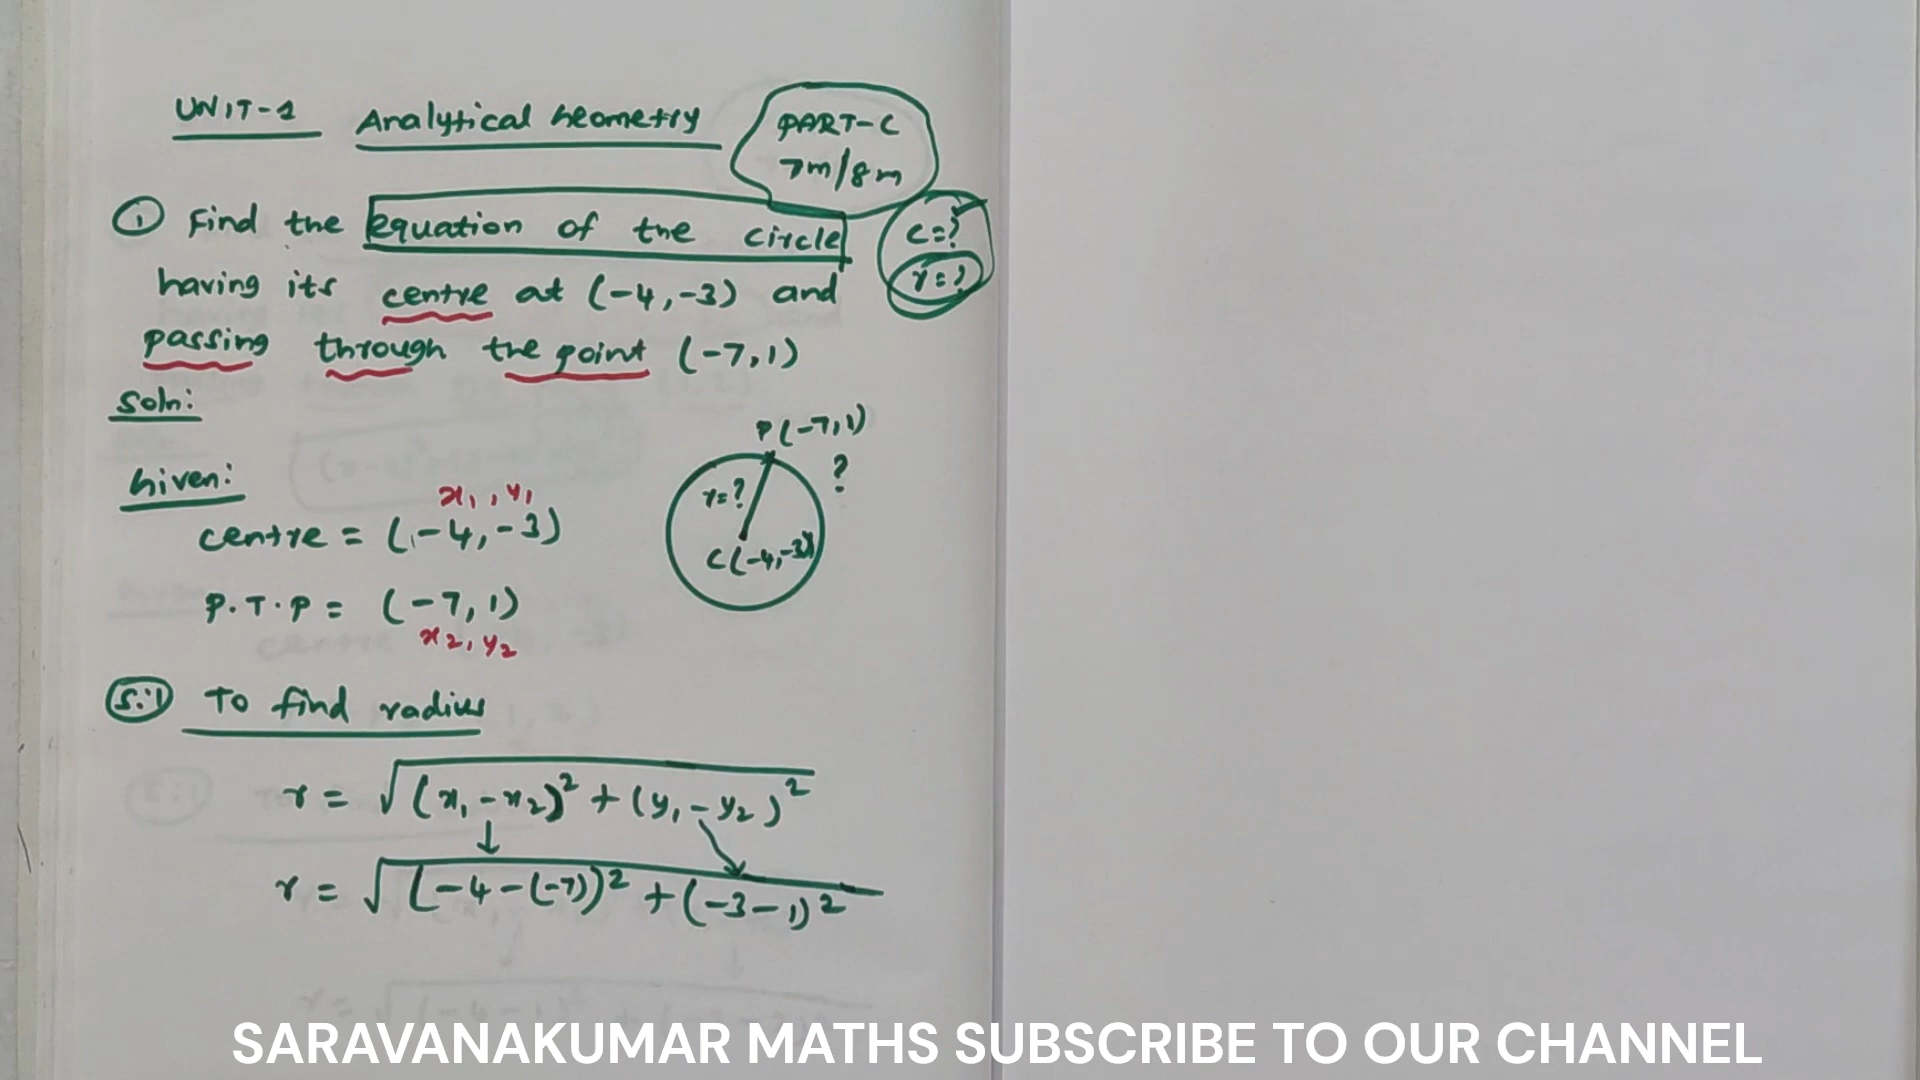 UNIT-1 Analytical Geometry
PART-C
7m/8m
① Find the equation of the circle
having its centre at (-4,-3) and
passing through the point (-7,1)
C=?
r=?
Soln:
Given:
x₁, y₁
centre = (-4,-3)
P.T.P = (-7,1)
x₂, y₂
P(-7,1)
?
r=?
C(-4,-3)
S:1 To find radius
r = √(x₁-x₂)² + (y₁-y₂)²
r = √(-4-(-7))² + (-3-1)²
SARAVANAKUMAR MATHS SUBSCRIBE TO OUR CHANNEL